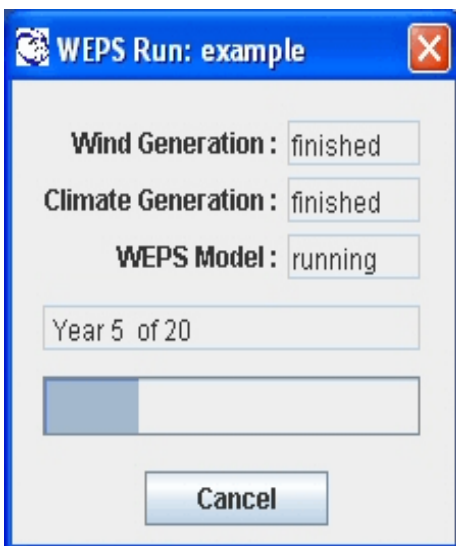 WEPS Run: example
Wind Generation : finished
Climate Generation : finished
WEPS Model : running
Year 5 of 20
Cancel